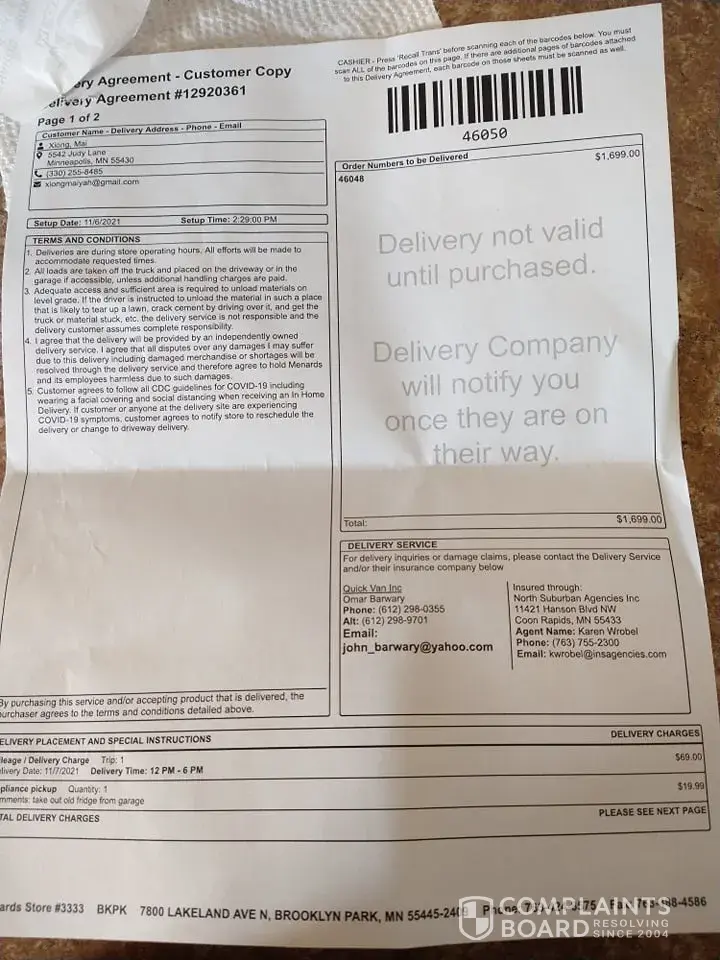 ery Agreement - Customer Copy
elivery Agreement #12920361
Page 1 of 2
CASHIER - Press 'Recall Trans' before scanning each of the barcodes below. You must
scan ALL of the barcodes on this page. If there are additional pages of barcodes attached
to this Delivery Agreement, each barcode on those sheets must be scanned as well.
46050
Customer Name - Delivery Address - Phone - Email
Xiong, Mai
5542 Judy Lane
Minneapolis, MN 55430
(330) 255-8485
xiongmaiyah@gmail.com
Setup Date: 11/6/2021 Setup Time: 2:29:00 PM
TERMS AND CONDITIONS
1. Deliveries are during store operating hours. All efforts will be made to
accommodate requested times.
2. All loads are taken off the truck and placed on the driveway or in the
garage if accessible, unless additional handling charges are paid.
3. Adequate access and sufficient area is required to unload materials on
level grade. If the driver is instructed to unload the material in such a place
that is likely to tear up a lawn, crack cement by driving over it, and get the
truck or material stuck, etc. the delivery service is not responsible and the
delivery customer assumes complete responsibility.
4. I agree that the delivery will be provided by an independently owned
delivery service. I agree that all disputes over any damages I may suffer
due to this delivery including damaged merchandise or shortages will be
resolved through the delivery service and therefore agree to hold Menards
and its employees harmless due to such damages.
5. Customer agrees to follow all CDC guidelines for COVID-19 including
wearing a facial covering and social distancing when receiving an In Home
Delivery. If customer or anyone at the delivery site are experiencing
COVID-19 symptoms, customer agrees to notify store to reschedule the
delivery or change to driveway delivery.
By purchasing this service and/or accepting product that is delivered, the
purchaser agrees to the terms and conditions detailed above.
Order Numbers to be Delivered $1,699.00
46048
Delivery not valid
until purchased.
Delivery Company
will notify you
once they are on
their way.
Total: $1,699.00
DELIVERY SERVICE
For delivery inquiries or damage claims, please contact the Delivery Service
and/or their insurance company below
Quick Van Inc
Omar Barwary
Phone: (612) 298-0355
Alt: (612) 298-9701
Email:
john_barwary@yahoo.com
Insured through:
North Suburban Agencies Inc
11421 Hanson Blvd NW
Coon Rapids, MN 55433
Agent Name: Karen Wrobel
Phone: (763) 755-2300
Email: kwrobel@insagencies.com
ELIVERY PLACEMENT AND SPECIAL INSTRUCTIONS DELIVERY CHARGES
leage / Delivery Charge Trip: 1 $69.00
livery Date: 11/7/2021 Delivery Time: 12 PM - 6 PM
pliance pickup Quantity: 1 $19.99
mments: take out old fridge from garage
TAL DELIVERY CHARGES PLEASE SEE NEXT PAGE
ards Store #3333 BKPK 7800 LAKELAND AVE N, BROOKLYN PARK, MN 55445-240 Phone: Fax:
COMPLAINTS
BOARD RESOLVING
SINCE 2004